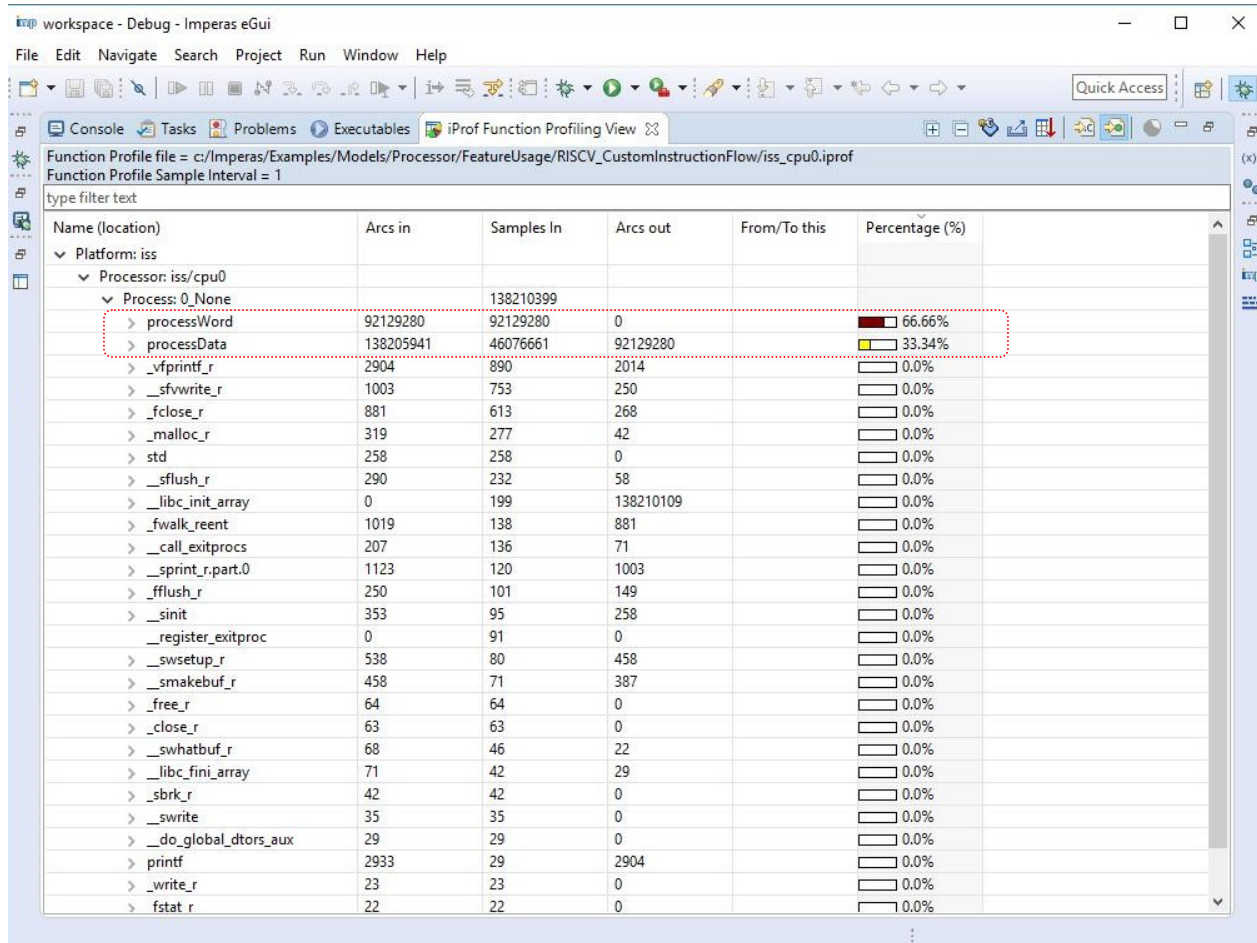 imp workspace - Debug - Imperas eGui
File Edit Navigate Search Project Run Window Help
Quick Access
Console Tasks Problems Executables iProf Function Profiling View
Function Profile file = c:/Imperas/Examples/Models/Processor/FeatureUsage/RISCV_CustomInstructionFlow/iss_cpu0.iprof
Function Profile Sample Interval = 1
type filter text
Name (location) Arcs in Samples In Arcs out From/To this Percentage (%)
Platform: iss
Processor: iss/cpu0
Process: 0_None 138210399
processWord 92129280 92129280 0 66.66%
processData 138205941 46076661 92129280 33.34%
_vfprintf_r 2904 890 2014 0.0%
__sfvwrite_r 1003 753 250 0.0%
_fclose_r 881 613 268 0.0%
_malloc_r 319 277 42 0.0%
std 258 258 0 0.0%
__sflush_r 290 232 58 0.0%
__libc_init_array 0 199 138210109 0.0%
_fwalk_reent 1019 138 881 0.0%
__call_exitprocs 207 136 71 0.0%
__sprint_r.part.0 1123 120 1003 0.0%
_fflush_r 250 101 149 0.0%
__sinit 353 95 258 0.0%
__register_exitproc 0 91 0 0.0%
__swsetup_r 538 80 458 0.0%
__smakebuf_r 458 71 387 0.0%
_free_r 64 64 0 0.0%
_close_r 63 63 0 0.0%
__swhatbuf_r 68 46 22 0.0%
__libc_fini_array 71 42 29 0.0%
_sbrk_r 42 42 0 0.0%
__swrite 35 35 0 0.0%
__do_global_dtors_aux 29 29 0 0.0%
printf 2933 29 2904 0.0%
_write_r 23 23 0 0.0%
_fstat_r 22 22 0 0.0%